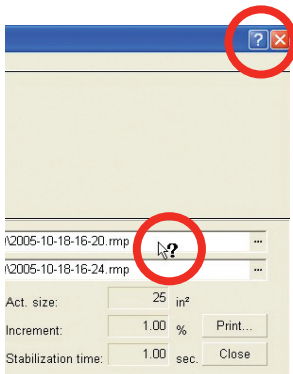 ?
\2005-10-18-16-20.rmp ...
?
\2005-10-18-16-24.rmp ...
Act. size: 25 in²
Increment: 1.00 % Print...
Stabilization time: 1.00 sec. Close